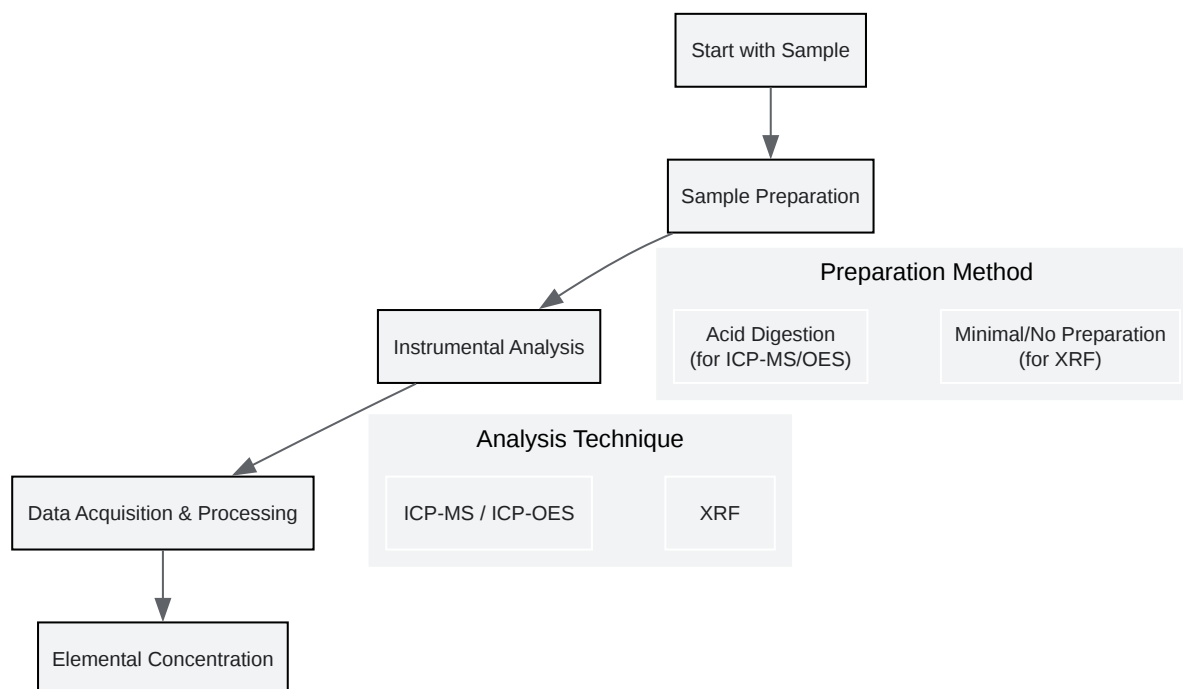 Start with Sample
Sample Preparation
Preparation Method
Instrumental Analysis
Acid Digestion
(for ICP-MS/OES)
Minimal/No Preparation
(for XRF)
Analysis Technique
Data Acquisition & Processing
ICP-MS / ICP-OES
XRF
Elemental Concentration